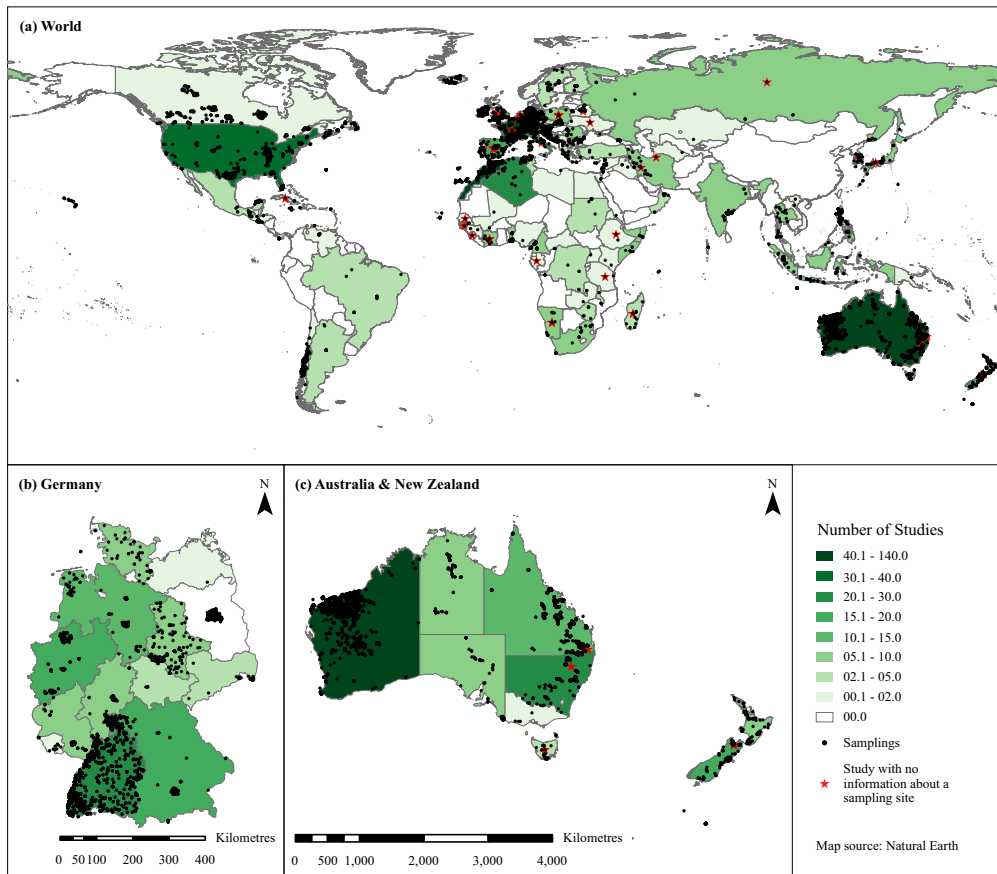 (a) World
(b) Germany
N
(c) Australia & New Zealand
N
Number of Studies
40.1 - 140.0
30.1 - 40.0
20.1 - 30.0
15.1 - 20.0
10.1 - 15.0
05.1 - 10.0
02.1 - 05.0
00.1 - 02.0
00.0
Samplings
Study with no
information about a
sampling site
Kilometres
0 50 100 200 300 400
Kilometres
0 500 1,000 2,000 3,000 4,000
Map source: Natural Earth